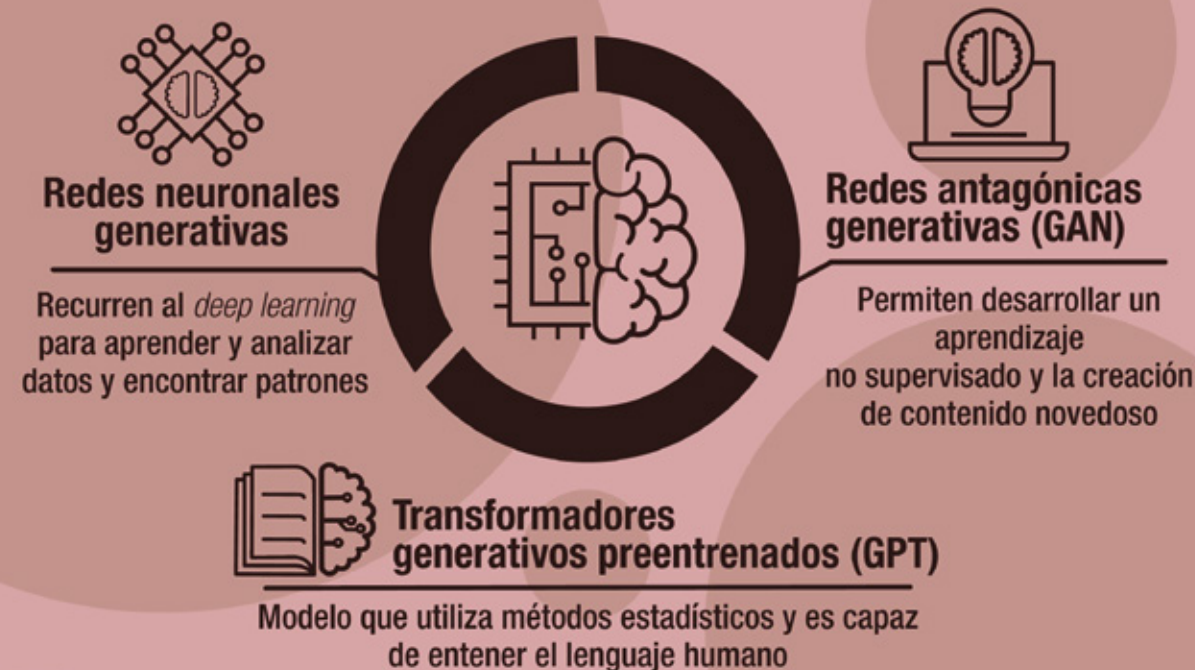 Redes neuronales
generativas
Recurren al deep learning
para aprender y analizar
datos y encontrar patrones
Redes antagónicas
generativas (GAN)
Permiten desarrollar un
aprendizaje
no supervisado y la creación
de contenido novedoso
Transformadores
generativos preentrenados (GPT)
Modelo que utiliza métodos estadísticos y es capaz
de entener el lenguaje humano